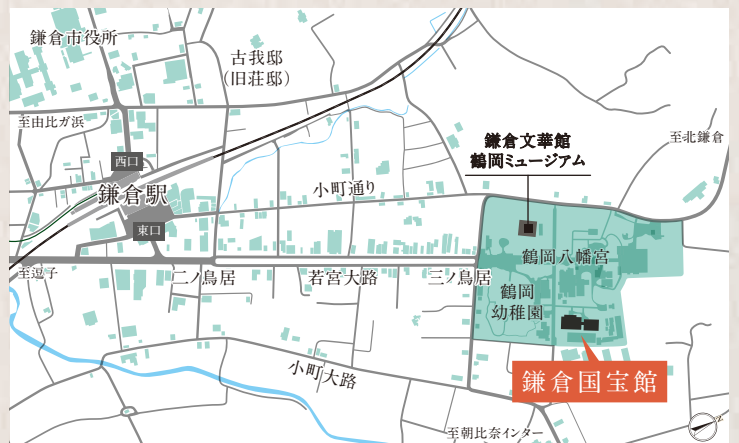 鎌倉市役所
古我邸
（旧荘邸）
至由比ガ浜
鎌倉文華館
鶴岡ミュージアム
至北鎌倉
西口
鎌倉駅
小町通り
東口
鶴岡八幡宮
至逗子
二ノ鳥居
若宮大路
三ノ鳥居
鶴岡
幼稚園
小町大路
鎌倉国宝館
至朝比奈インター
N